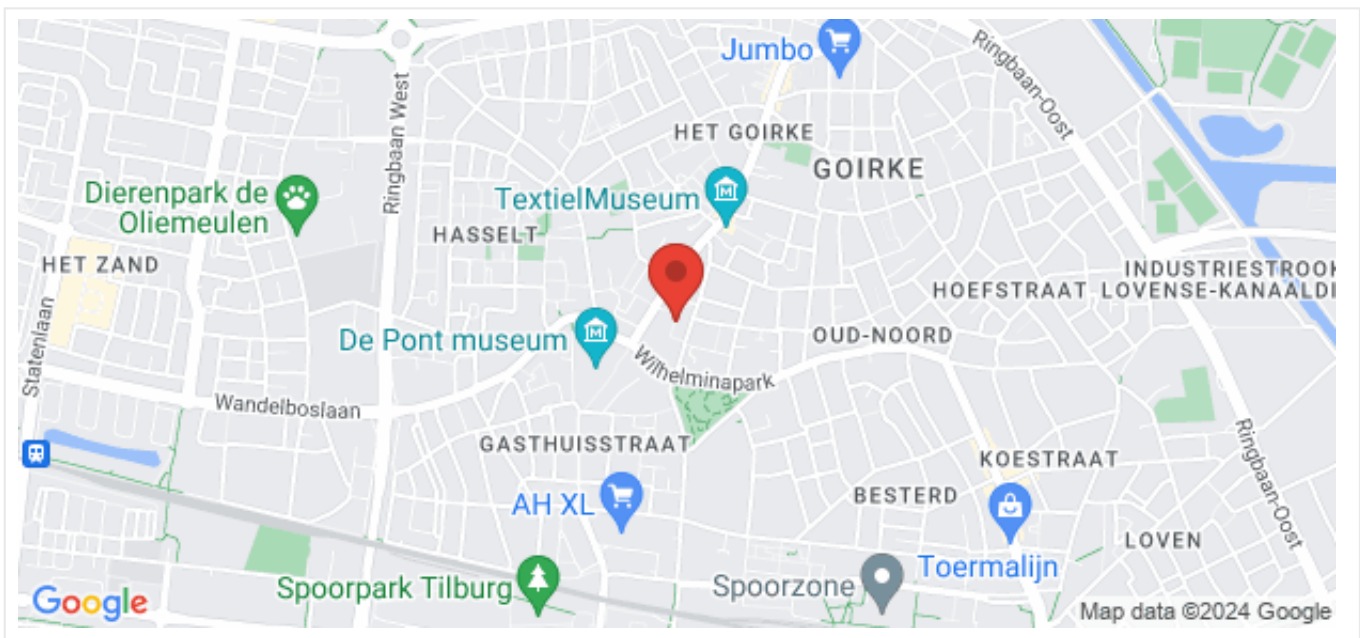 Jumbo
Ringbaan-Oost
Ringbaan West
HET GOIRKE
GOIRKE
Dierenpark de
Oliemeulen
TextielMuseum
HASSELT
HET ZAND
INDUSTRIESTROOK
HOEFSTRAAT
LOVENSE-KANAALDI
Statenlaan
De Pont museum
OUD-NOORD
Wilhelminapark
Wandelboslaan
GASTHUISSTRAAT
KOESTRAAT
Ringbaan-Oost
AH XL
BESTERD
LOVEN
Toermalijn
Spoorpark Tilburg
Spoorzone
Google
Map data ©2024 Google